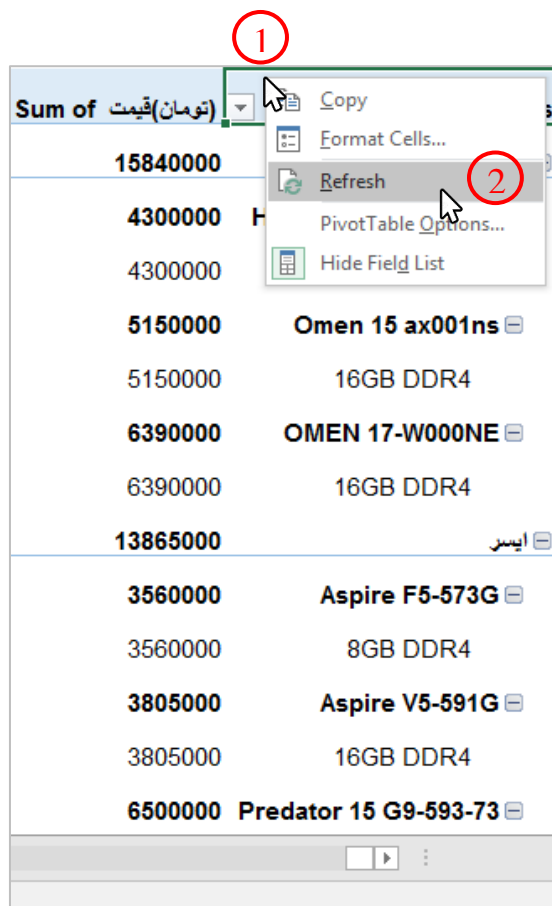 1
Sum of قیمت(تومان)
Copy
Format Cells...
15840000
Refresh
2
4300000 H
PivotTable Options...
4300000
Hide Field List
5150000 Omen 15 ax001ns
5150000 16GB DDR4
6390000 OMEN 17-W000NE
6390000 16GB DDR4
13865000 ایسر
3560000 Aspire F5-573G
3560000 8GB DDR4
3805000 Aspire V5-591G
3805000 16GB DDR4
6500000 Predator 15 G9-593-73